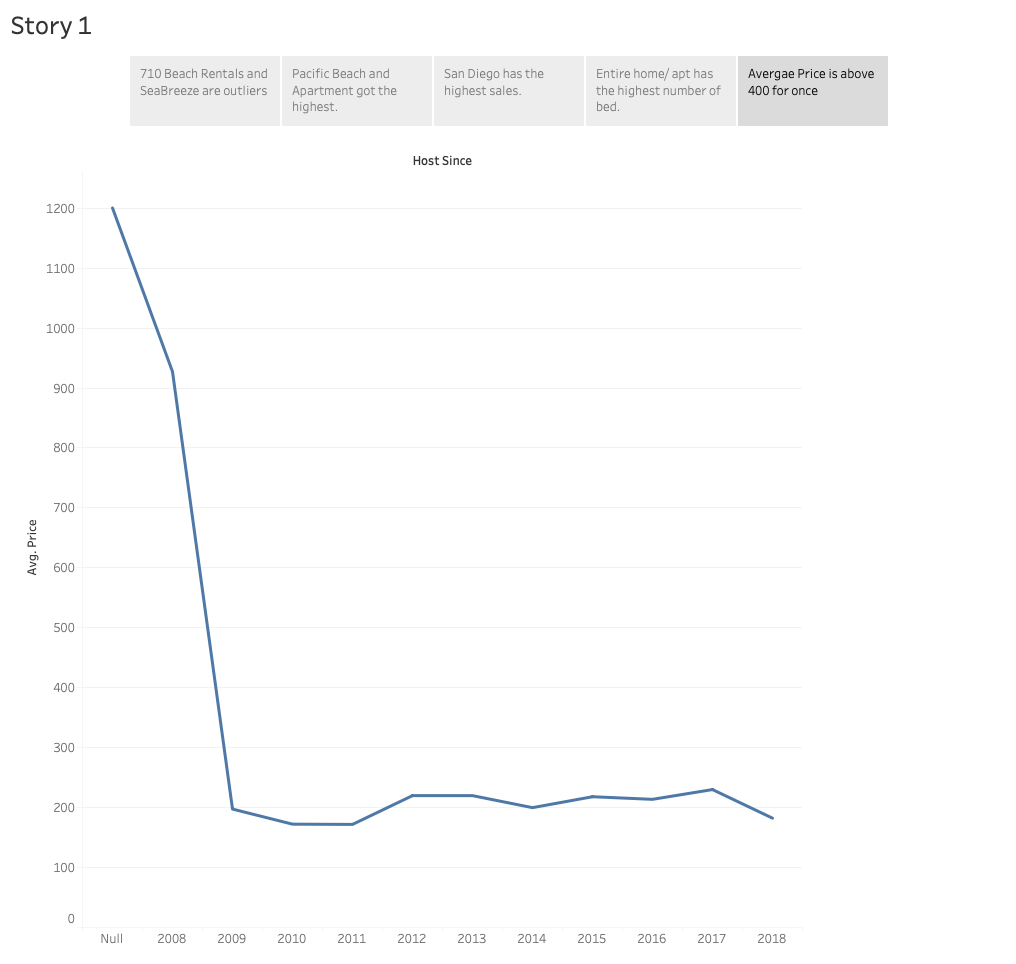 Story 1
710 Beach Rentals and
SeaBreeze are outliers
Pacific Beach and
Apartment got the
highest.
San Diego has the
highest sales.
Entire home/ apt has
the highest number of
bed.
Avergae Price is above
400 for once
Host Since
1200
1100
1000
900
800
700
600
500
400
300
200
100
0
Avg. Price
Null 2008 2009 2010 2011 2012 2013 2014 2015 2016 2017 2018